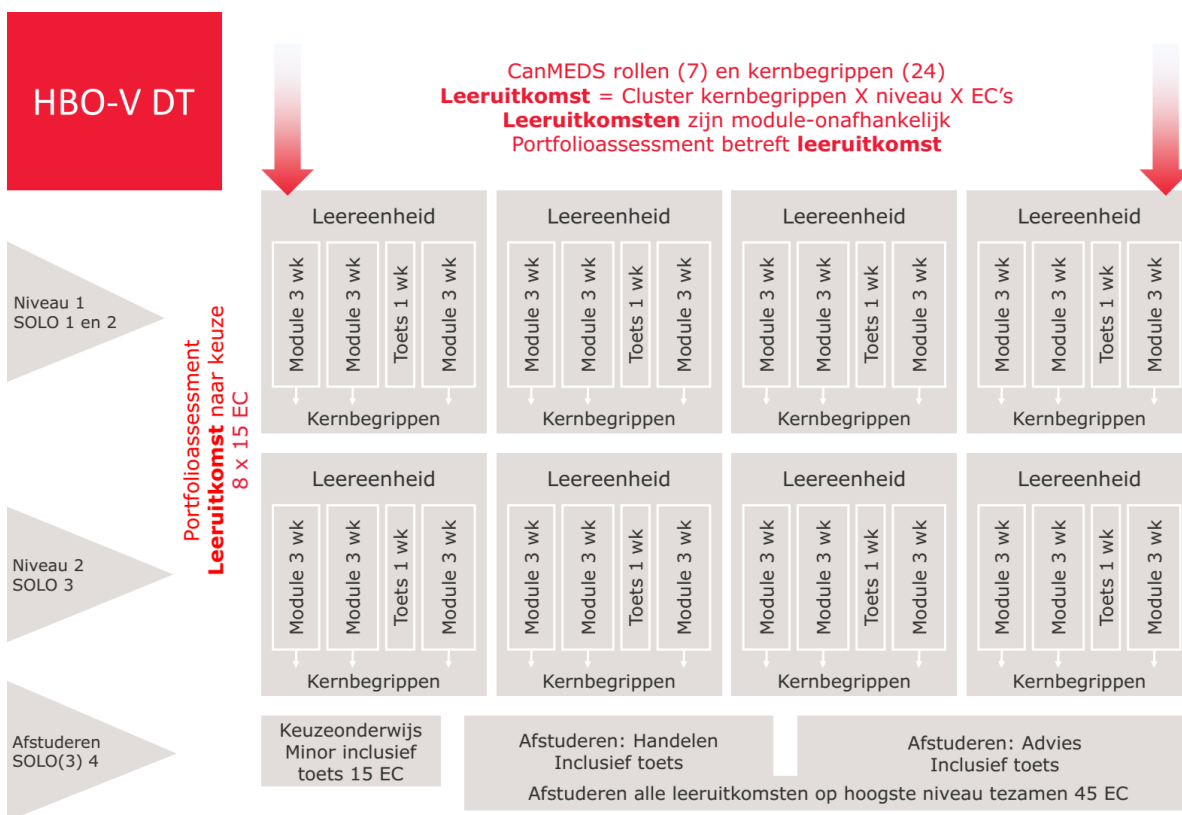 HBO-V DT
CanMEDS rollen (7) en kernbegrippen (24)
Leeruitkomst = Cluster kernbegrippen X niveau X EC's
Leeruitkomsten zijn module-onafhankelijk
Portfolioassessment betreft leeruitkomst
Niveau 1
SOLO 1 en 2
Portfolioassessment
Leeruitkomst naar keuze
8 x 15 EC
Leereenheid
Module 3 wk
Module 3 wk
Toets 1 wk
Module 3 wk
Kernbegrippen
Leereenheid
Module 3 wk
Module 3 wk
Toets 1 wk
Module 3 wk
Kernbegrippen
Leereenheid
Module 3 wk
Module 3 wk
Toets 1 wk
Module 3 wk
Kernbegrippen
Leereenheid
Module 3 wk
Module 3 wk
Toets 1 wk
Module 3 wk
Kernbegrippen
Niveau 2
SOLO 3
Leereenheid
Module 3 wk
Module 3 wk
Toets 1 wk
Module 3 wk
Kernbegrippen
Leereenheid
Module 3 wk
Module 3 wk
Toets 1 wk
Module 3 wk
Kernbegrippen
Leereenheid
Module 3 wk
Module 3 wk
Toets 1 wk
Module 3 wk
Kernbegrippen
Leereenheid
Module 3 wk
Module 3 wk
Toets 1 wk
Module 3 wk
Kernbegrippen
Afstuderen
SOLO(3) 4
Keuzeonderwijs
Minor inclusief
toets 15 EC
Afstuderen: Handelen
Inclusief toets
Afstuderen: Advies
Inclusief toets
Afstuderen alle leeruitkomsten op hoogste niveau tezamen 45 EC